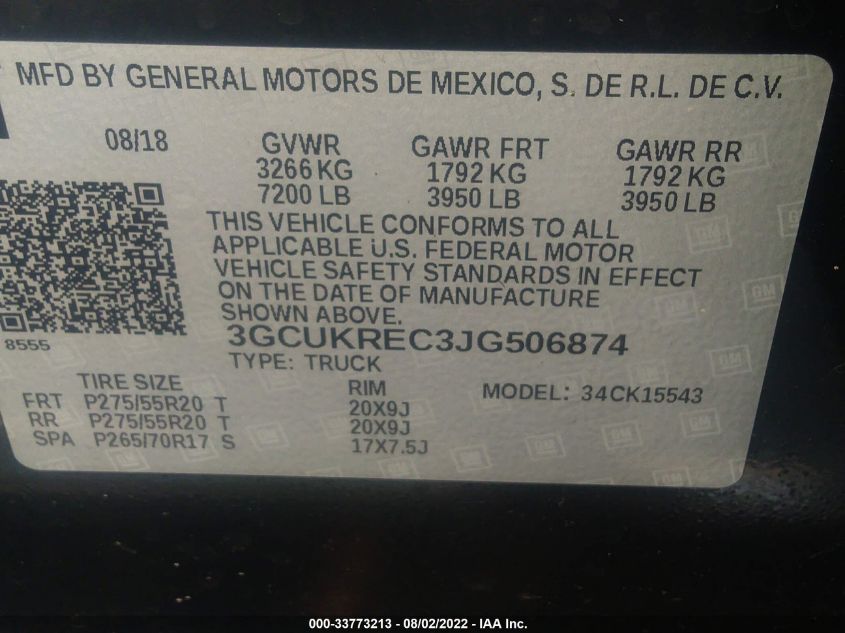 MFD BY GENERAL MOTORS DE MEXICO, S. DE R.L. DE C.V.
08/18 GVWR GAWR FRT GAWR RR
3266 KG 1792 KG 1792 KG
7200 LB 3950 LB 3950 LB
THIS VEHICLE CONFORMS TO ALL
APPLICABLE U.S. FEDERAL MOTOR
VEHICLE SAFETY STANDARDS IN EFFECT
ON THE DATE OF MANUFACTURE
SHOWN ABOVE.
8555 3GCUKREC3JG506874
TYPE: TRUCK
TIRE SIZE RIM MODEL: 34CK15543
FRT P275/55R20 T 20X9J
RR P275/55R20 T 20X9J
SPA P265/70R17 S 17X7.5J
000-33773213 - 08/02/2022 - IAA Inc.